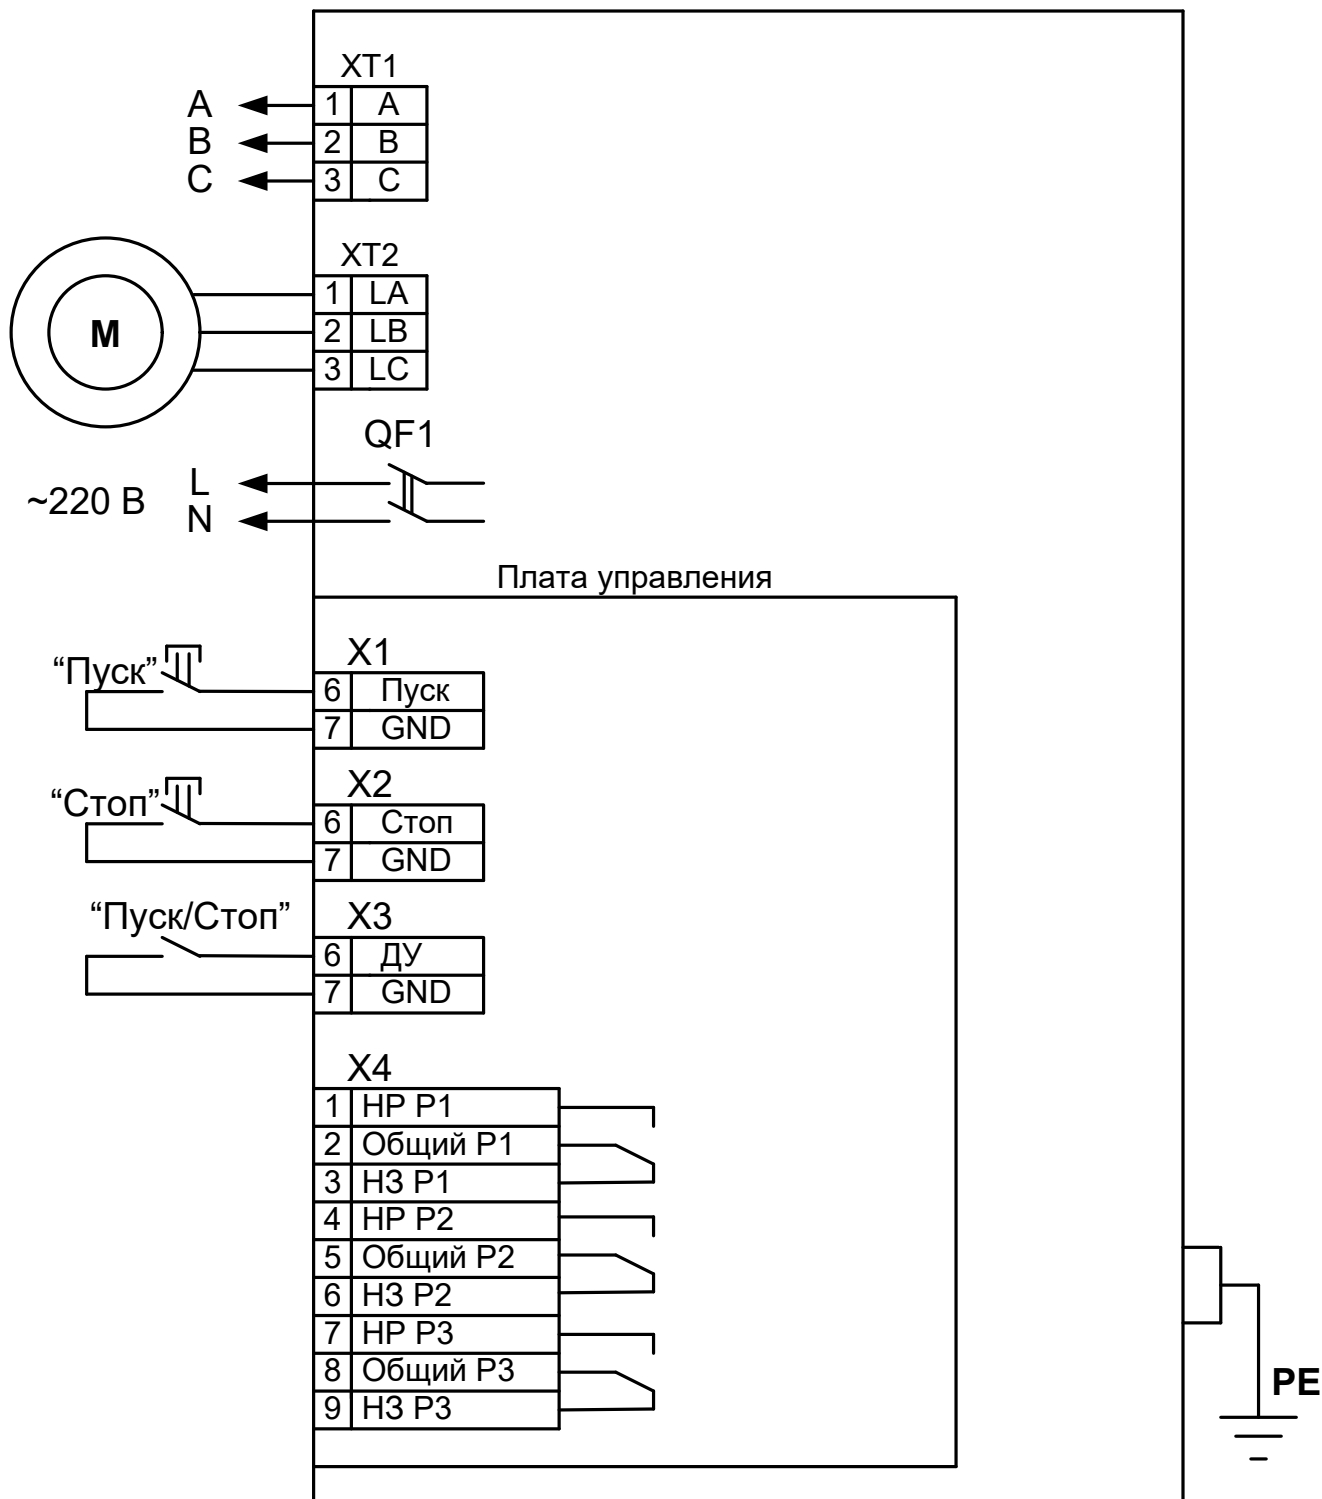 XT1
A 1 A
B 2 B
C 3 C
XT2
M
1 LA
2 LB
3 LC
QF1
~220 В
L
N
Плата управления
X1
“Пуск”
6 Пуск
7 GND
X2
“Стоп”
6 Стоп
7 GND
“Пуск/Стоп”
X3
6 ДУ
7 GND
X4
1 НР Р1
2 Общий Р1
3 НЗ Р1
4 НР Р2
5 Общий Р2
6 НЗ Р2
7 НР Р3
8 Общий Р3
9 НЗ Р3
PE